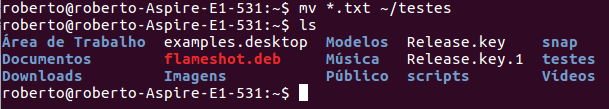 roberto@roberto-Aspire-E1-531:~$ mv *.txt ~/testes
roberto@roberto-Aspire-E1-531:~$ ls
Área de Trabalho  examples.desktop  Modelos  Release.key    snap
Documentos        flameshot.deb     Música   Release.key.1  testes
Downloads         Imagens           Público  scripts        Vídeos
roberto@roberto-Aspire-E1-531:~$